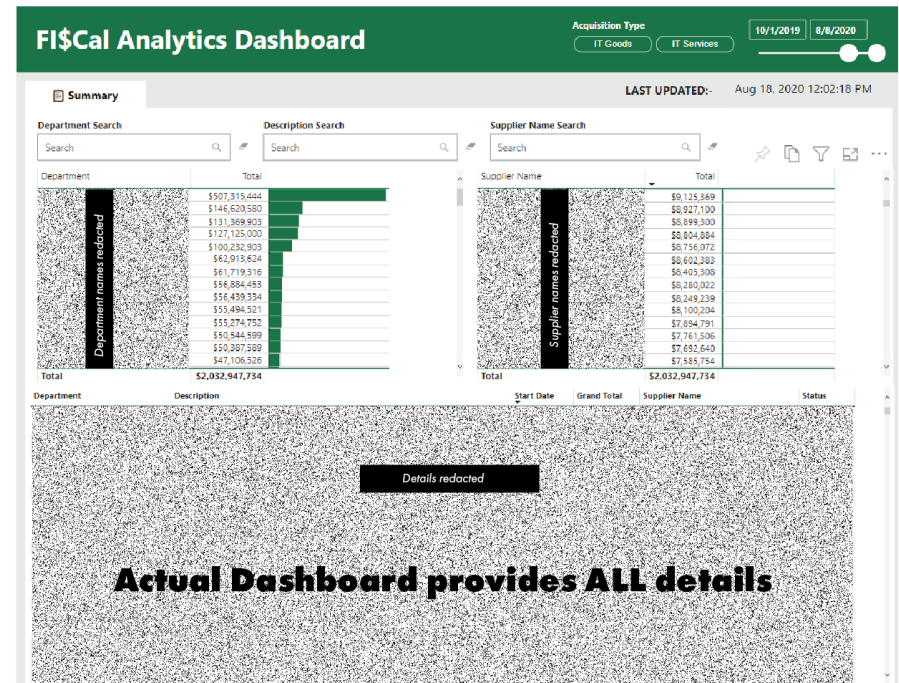 FI$Cal Analytics Dashboard
Acquisition Type
IT Goods
IT Services
10/1/2019
8/8/2020
Summary
LAST UPDATED:-
Aug 18, 2020 12:02:18 PM
Department Search
Description Search
Supplier Name Search
Search
Search
Search
Department Total
$507,315,444
$146,620,580
$131,369,903
$127,125,000
$100,232,903
$62,913,624
$61,719,316
$56,884,453
$56,439,334
$55,494,521
$55,274,752
$50,544,599
$50,387,589
$47,106,526
Department names redacted
Total $2,032,947,734
Supplier Name Total
$9,125,369
$8,927,100
$8,899,300
$8,804,884
$8,756,072
$8,602,383
$8,405,308
$8,280,022
$8,249,239
$8,100,204
$7,894,791
$7,761,506
$7,692,640
$7,585,754
Supplier names redacted
Total $2,032,947,734
Department Description Start Date Grand Total Supplier Name Status
Details redacted
Actual Dashboard provides ALL details